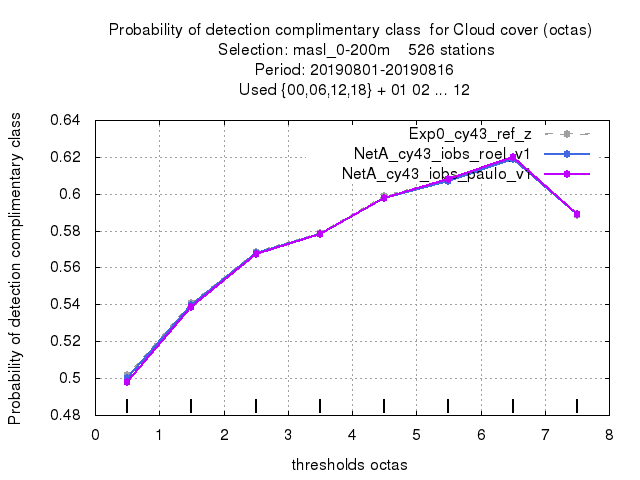 Probability of detection complimentary class  for Cloud cover (octas)
Selection: masl_0-200m    526 stations
Period: 20190801-20190816
Used {00,06,12,18} + 01 02 ... 12
Probability of detection complimentary class
0.64
0.62
0.6
0.58
0.56
0.54
0.52
0.5
0.48
Exp0_cy43_ref_z
NetA_cy43_iobs_roel_v1
NetA_cy43_iobs_paulo_v1
0 1 2 3 4 5 6 7 8
thresholds octas